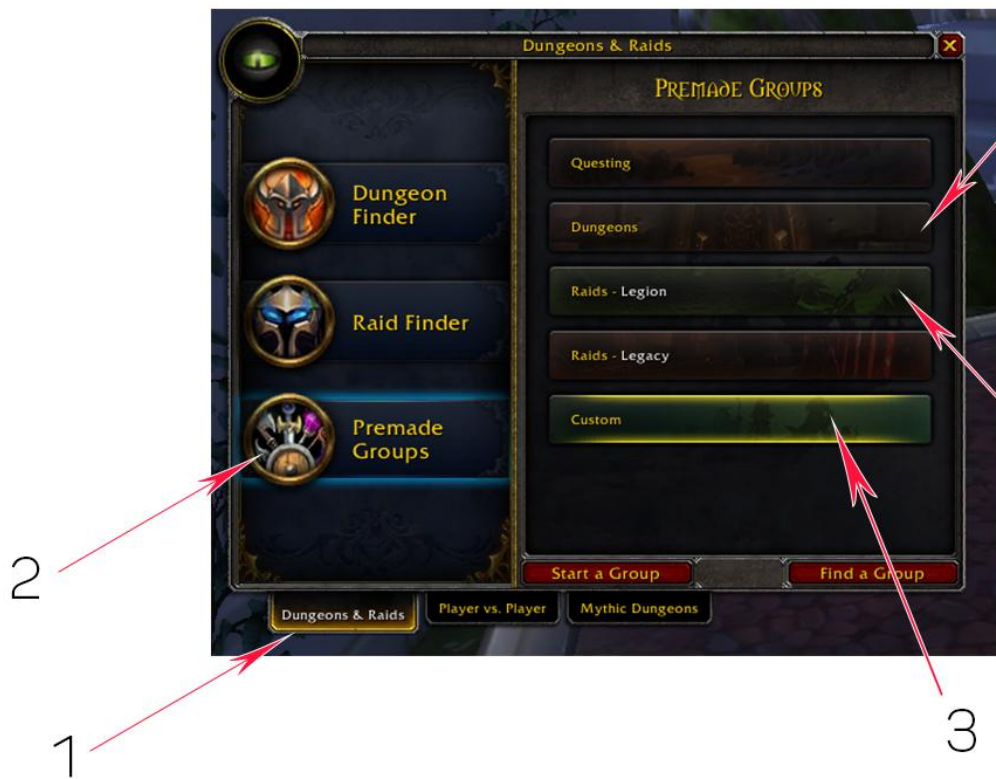 Dungeons & Raids
PREMADE GROUPS
Questing
Dungeon
Finder
Dungeons
Raids - Legion
Raid Finder
Raids - Legacy
Custom
Premade
Groups
2
Start a Group
Find a Group
Dungeons & Raids
Player vs. Player
Mythic Dungeons
3
1